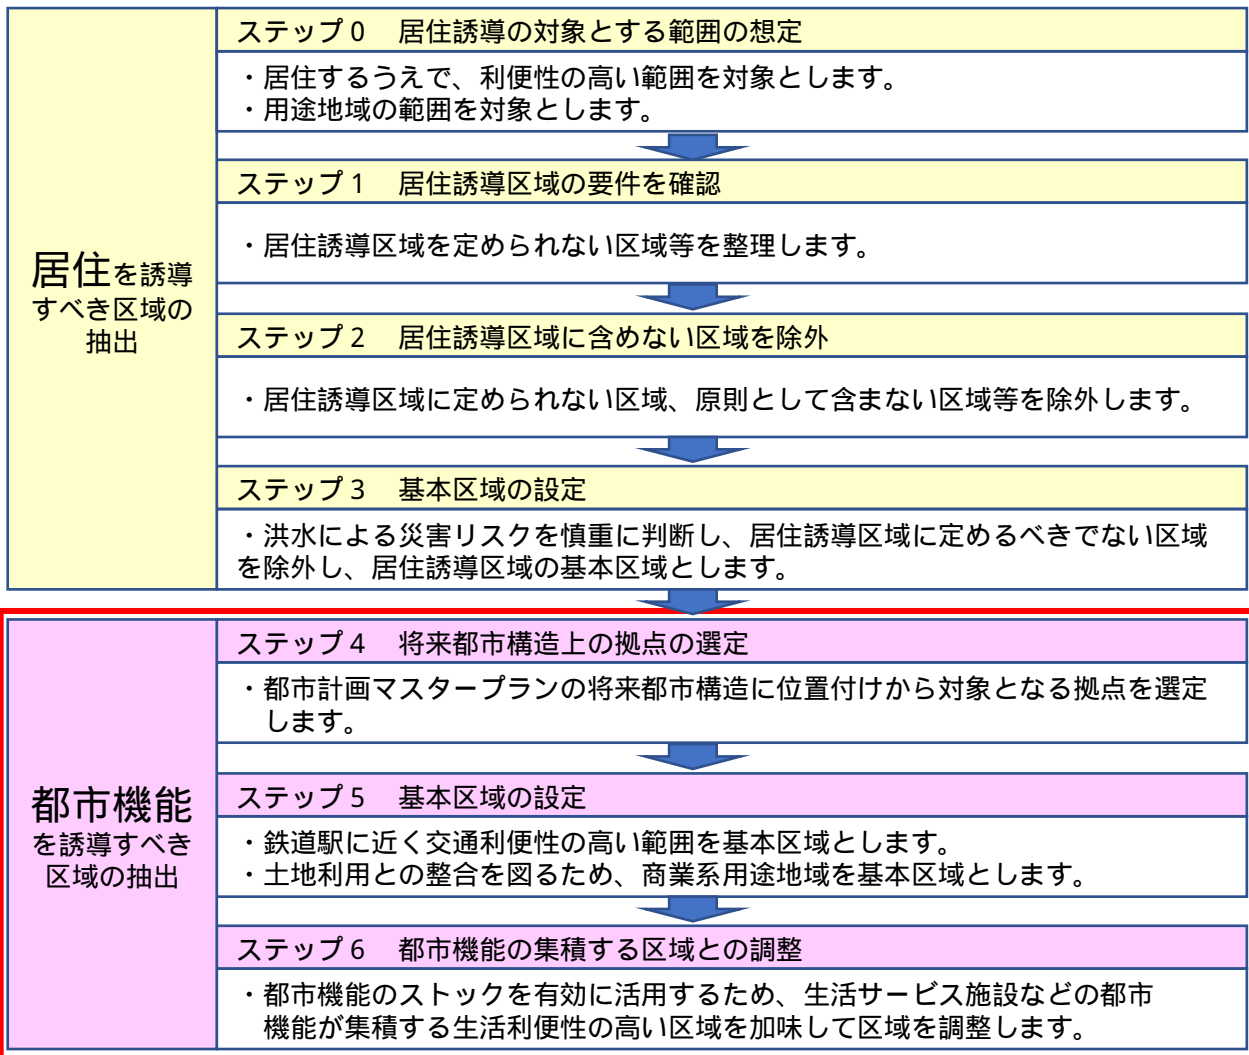 居住を誘導
すべき区域の
抽出
ステップ0　居住誘導の対象とする範囲の想定
・居住するうえで、利便性の高い範囲を対象とします。
・用途地域の範囲を対象とします。
ステップ1　居住誘導区域の要件を確認
・居住誘導区域を定められない区域等を整理します。
ステップ2　居住誘導区域に含めない区域を除外
・居住誘導区域に定められない区域、原則として含まない区域等を除外します。
ステップ3　基本区域の設定
・洪水による災害リスクを慎重に判断し、居住誘導区域に定めるべきでない区域
を除外し、居住誘導区域の基本区域とします。
都市機能
を誘導すべき
区域の抽出
ステップ4　将来都市構造上の拠点の選定
・都市計画マスタープランの将来都市構造に位置付けから対象となる拠点を選定
します。
ステップ5　基本区域の設定
・鉄道駅に近く交通利便性の高い範囲を基本区域とします。
・土地利用との整合を図るため、商業系用途地域を基本区域とします。
ステップ6　都市機能の集積する区域との調整
・都市機能のストックを有効に活用するため、生活サービス施設などの都市
機能が集積する生活利便性の高い区域を加味して区域を調整します。